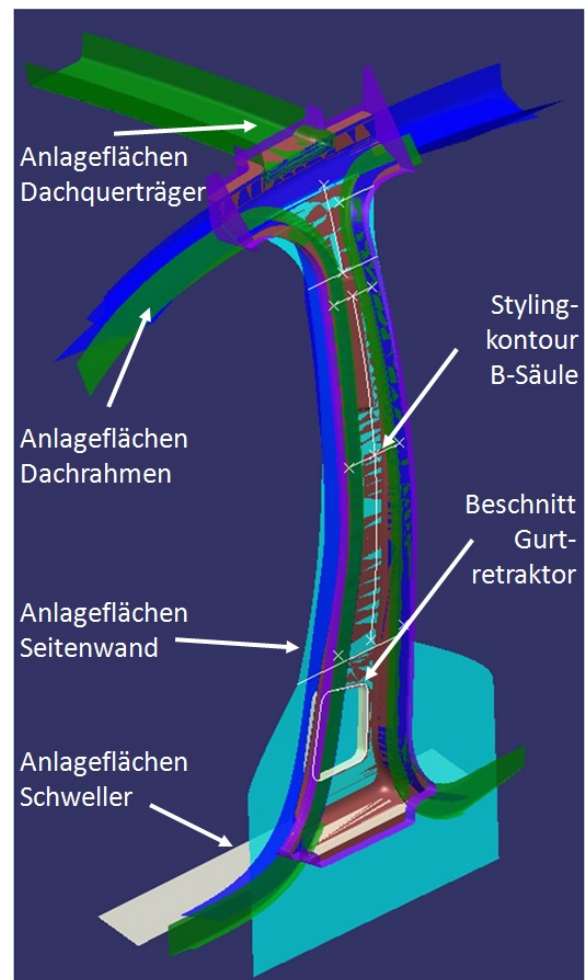 Anlageflächen
Dachquerträger
Styling-
kontour
B-Säule
Anlageflächen
Dachrahmen
Beschnitt
Gurt-
retraktor
Anlageflächen
Seitenwand
Anlageflächen
Schweller